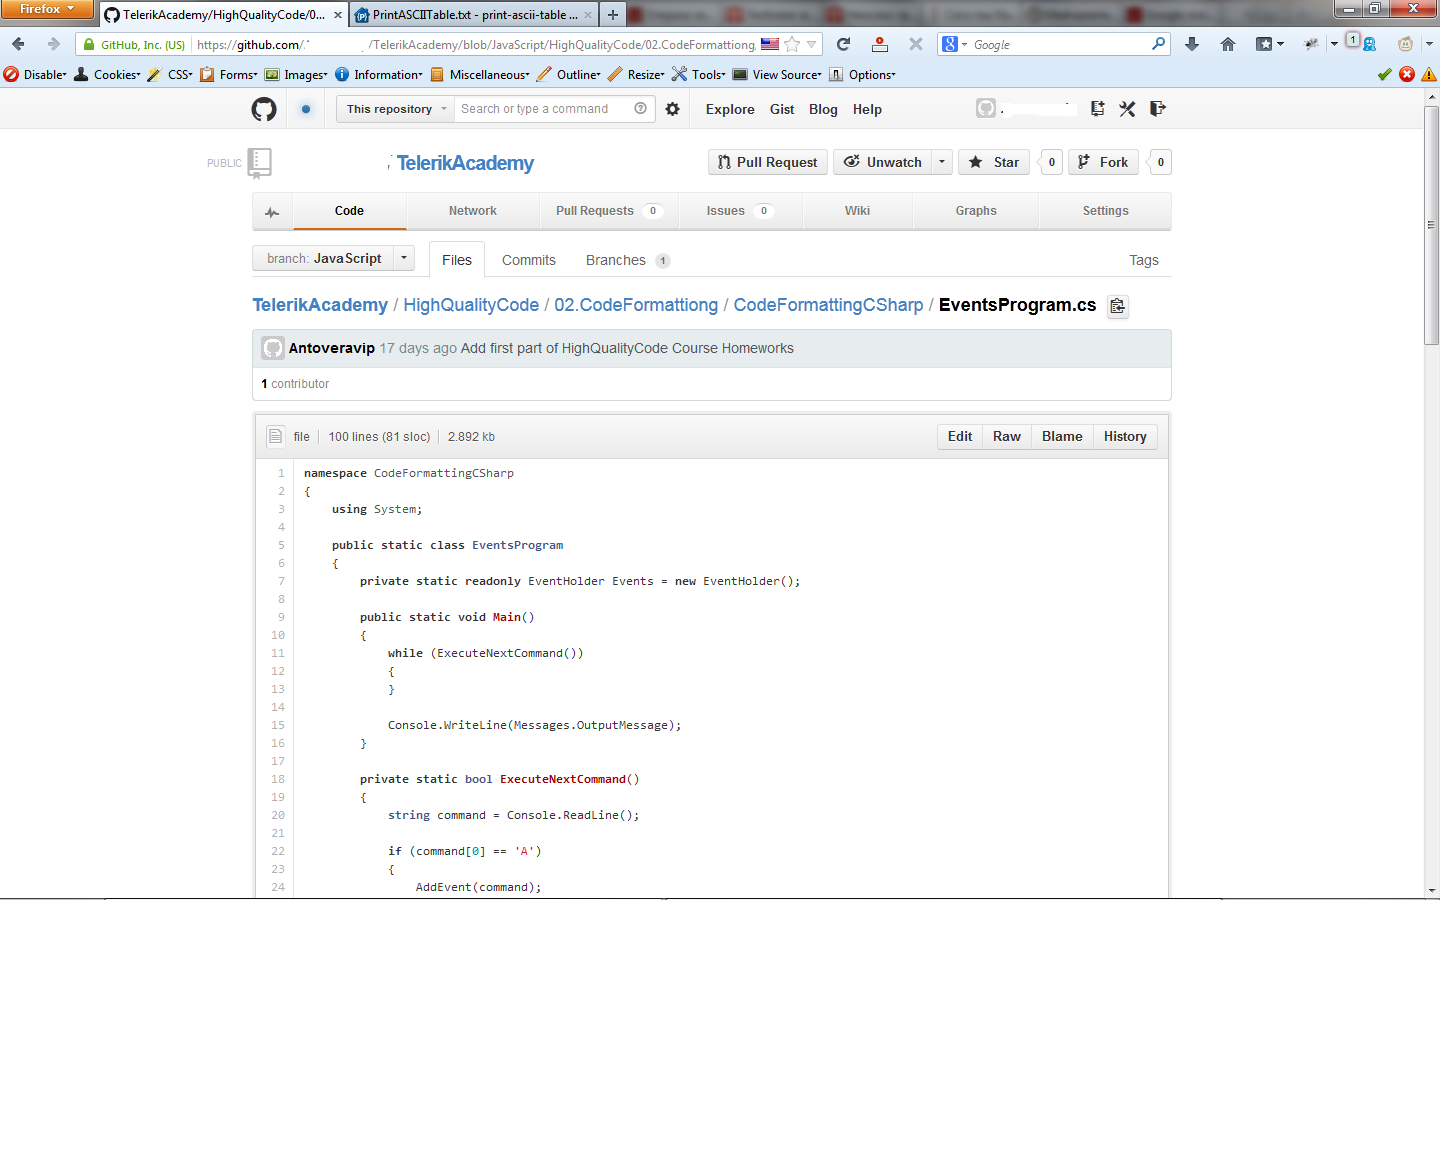 Firefox
TelerikAcademy/HighQualityCode/0...
PrintASCIITable.txt - print-ascii-table ...
GitHub, Inc. (US)
https://github.com/
/TelerikAcademy/blob/JavaScript/HighQualityCode/02.CodeFormattiong
Google
1
Disable
Cookies
CSS
Forms
Images
Information
Miscellaneous
Outline
Resize
Tools
View Source
Options
This repository
Search or type a command
Explore Gist Blog Help
PUBLIC
TelerikAcademy
Pull Request
Unwatch
Star 0
Fork 0
Code
Network
Pull Requests 0
Issues 0
Wiki
Graphs
Settings
branch: JavaScript
Files
Commits
Branches 1
Tags
TelerikAcademy / HighQualityCode / 02.CodeFormattiong / CodeFormattingCSharp / EventsProgram.cs
Antoveravip 17 days ago Add first part of HighQualityCode Course Homeworks
1 contributor
file 100 lines (81 sloc) 2.892 kb
Edit Raw Blame History
1 namespace CodeFormattingCSharp
2 {
3 using System;
4
5 public static class EventsProgram
6 {
7 private static readonly EventHolder Events = new EventHolder();
8
9 public static void Main()
10 {
11 while (ExecuteNextCommand())
12 {
13 }
14
15 Console.WriteLine(Messages.OutputMessage);
16 }
17
18 private static bool ExecuteNextCommand()
19 {
20 string command = Console.ReadLine();
21
22 if (command[0] == 'A')
23 {
24 AddEvent(command);